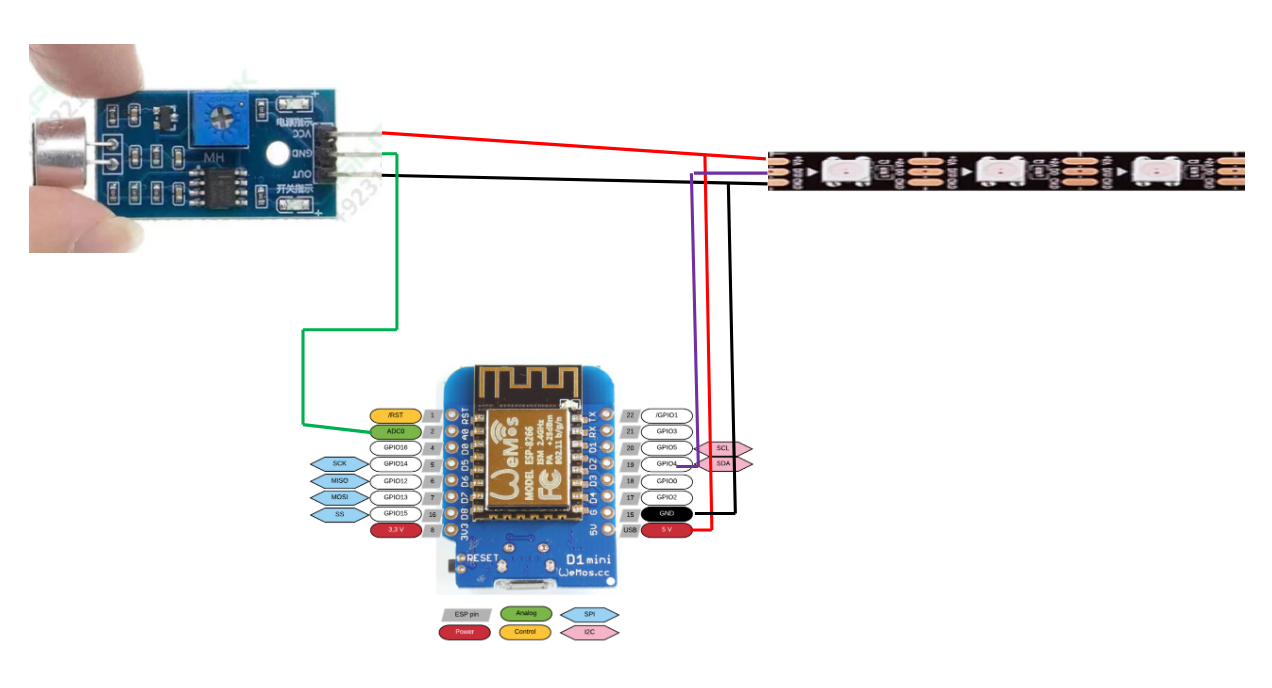 电源指示
VCC
GND
OUT
开关指示
MH
+923
/RST
1
RST
TX
22
/GPIO1
ADC0
2
A0
RX
21
GPIO3
GPIO16
4
D0
D1
20
GPIO5
SCL
SCK
GPIO14
5
D5
D2
19
GPIO4
SDA
MISO
GPIO12
6
D6
D3
18
GPIO0
MOSI
GPIO13
7
D7
D4
17
GPIO2
SS
GPIO15
16
D8
G
15
GND
3,3 V
8
3V3
5V
USB
5 V
WeMos
MODEL ESP-8266
ISM 2.4GHz
PA +25dBm
802.11 b/g/n
FC
RESET
D1 mini
WeMos.cc
ESP pin
Analog
SPI
Power
Control
I2C